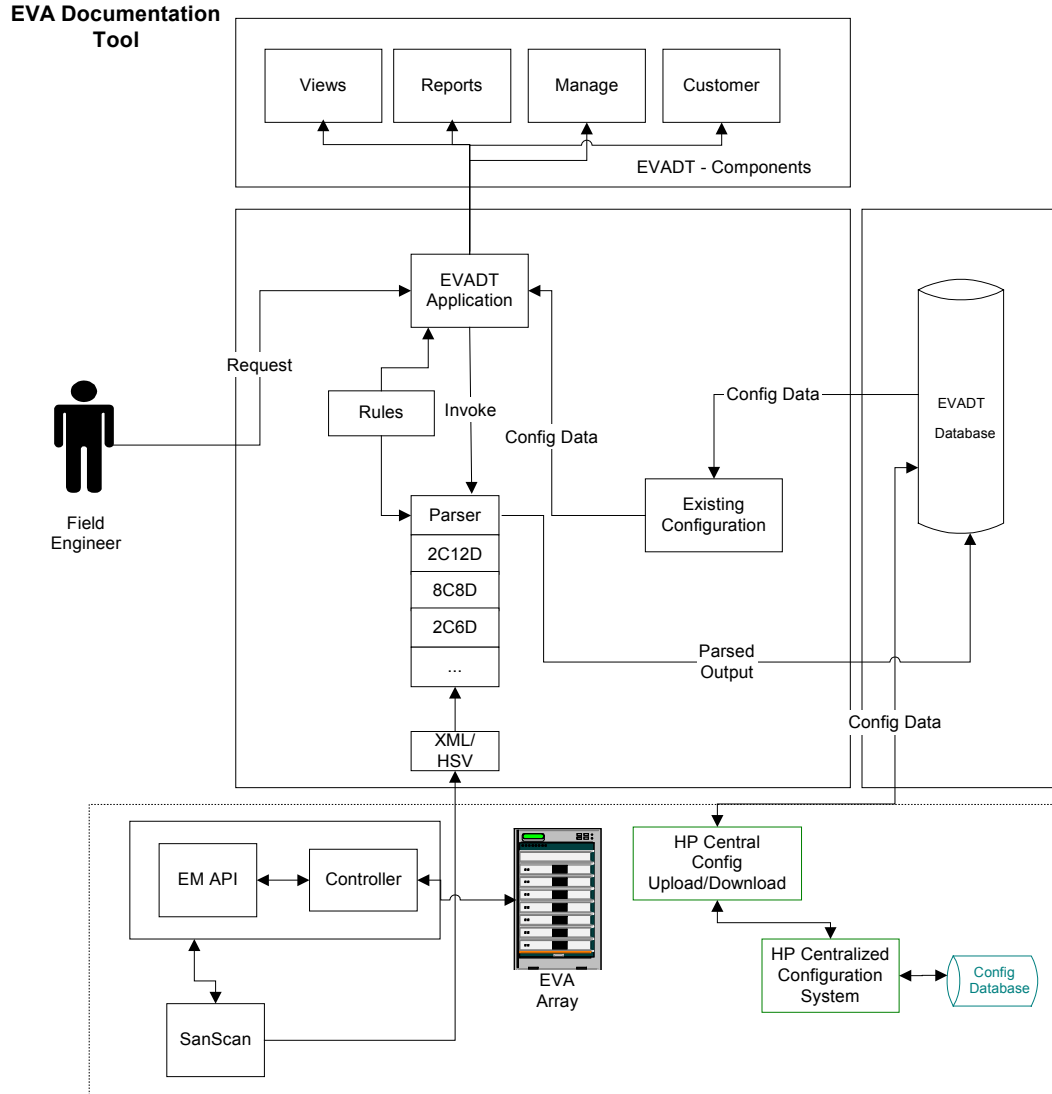 EVA Documentation
Tool
Views
Reports
Manage
Customer
EVADT - Components
EVADT
Application
Request
Rules
Invoke
Config Data
Config Data
EVADT
Database
Field
Engineer
Parser
Existing
Configuration
2C12D
8C8D
2C6D
...
Parsed
Output
Config Data
XML/
HSV
EM API
Controller
EVA
Array
HP Central
Config
Upload/Download
HP Centralized
Configuration
System
Config
Database
SanScan